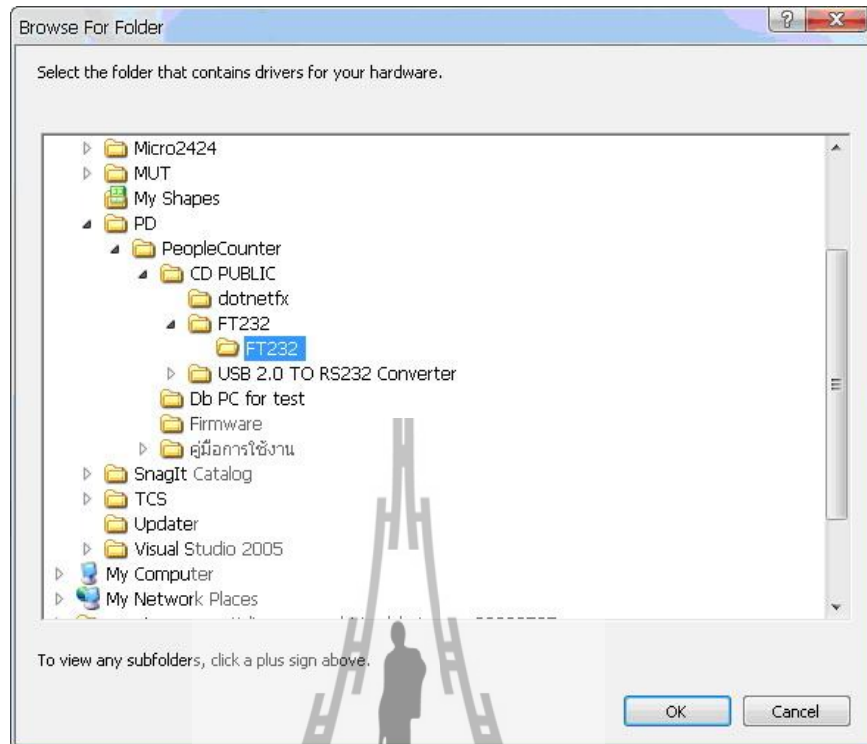 Browse For Folder
Select the folder that contains drivers for your hardware.
Micro2424
MUT
My Shapes
PD
PeopleCounter
CD PUBLIC
dotnetfx
FT232
FT232
USB 2.0 TO RS232 Converter
Db PC for test
Firmware
คู่มือการใช้งาน
SnagIt Catalog
TCS
Updater
Visual Studio 2005
My Computer
My Network Places
To view any subfolders, click a plus sign above.
OK Cancel